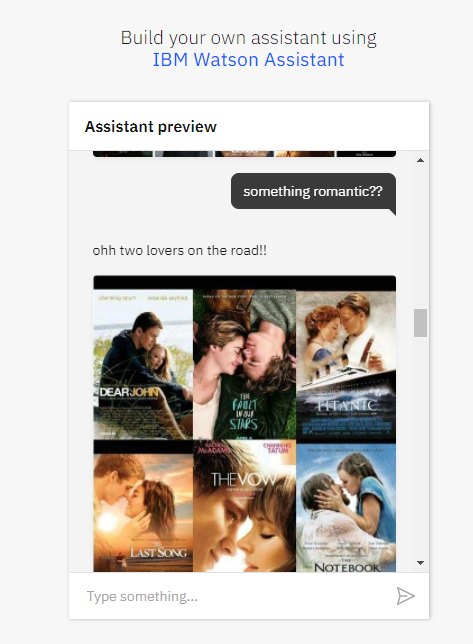 Build your own assistant using
IBM Watson Assistant
Assistant preview
something romantic??
ohh two lovers on the road!!
channing tatum amanda seyfried
DEAR JOHN
THE FAULT IN OUR STARS
TITANIC
LAST SONG
RACHEL McADAMS CHANNING TATUM
THE VOW
THE NOTEBOOK
Type something...